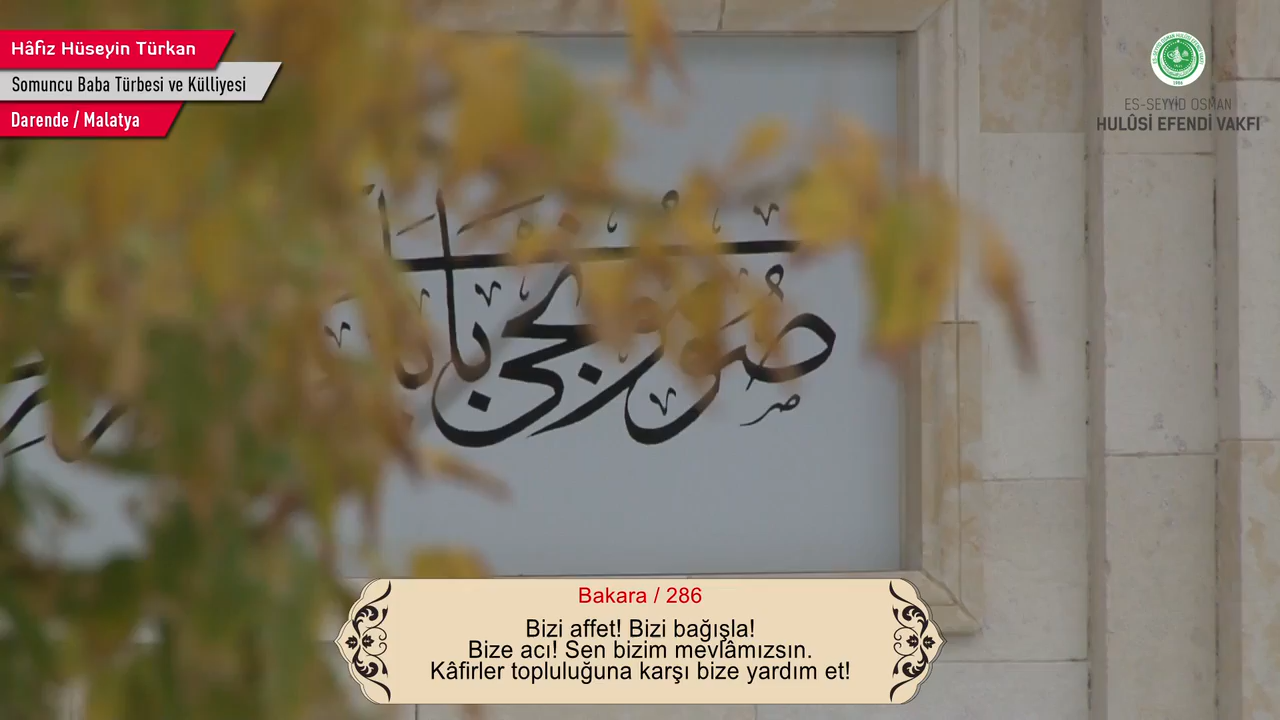 Hâfız Hüseyin Türkan
Somuncu Baba Türbesi ve Külliyesi
Darende / Malatya
ES-SEYYİD OSMAN
HULÛSİ EFENDİ VAKFI
Bakara / 286
Bizi affet! Bizi bağışla!
Bize acı! Sen bizim mevlâmızsın.
Kâfirler topluluğuna karşı bize yardım et!